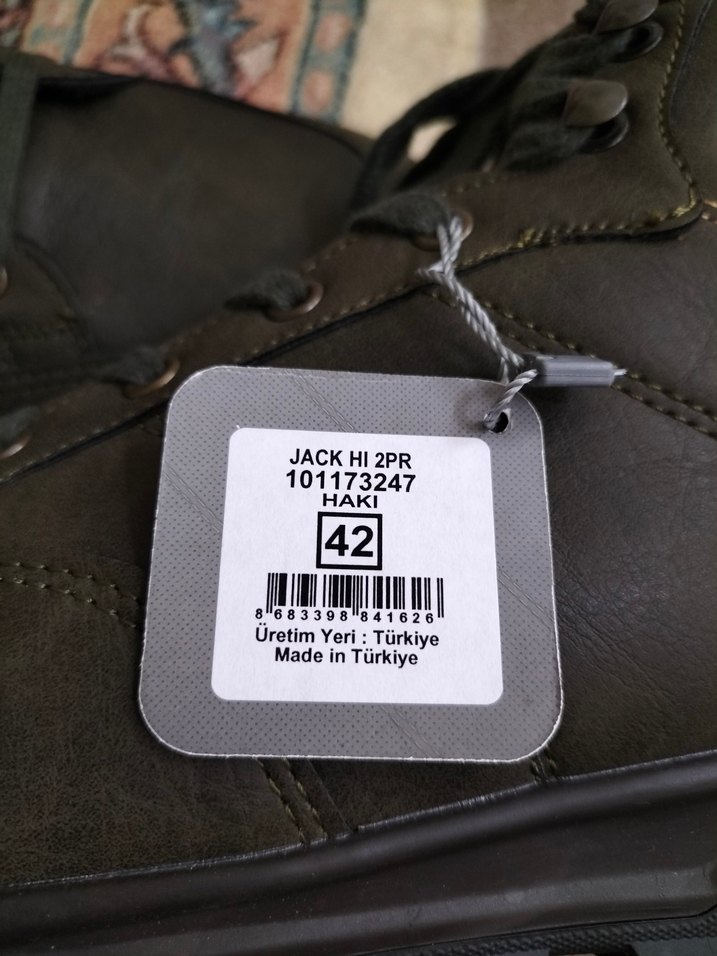 JACK HI 2PR
101173247
HAKI
42
8 683398 841626
Üretim Yeri : Türkiye
Made in Türkiye